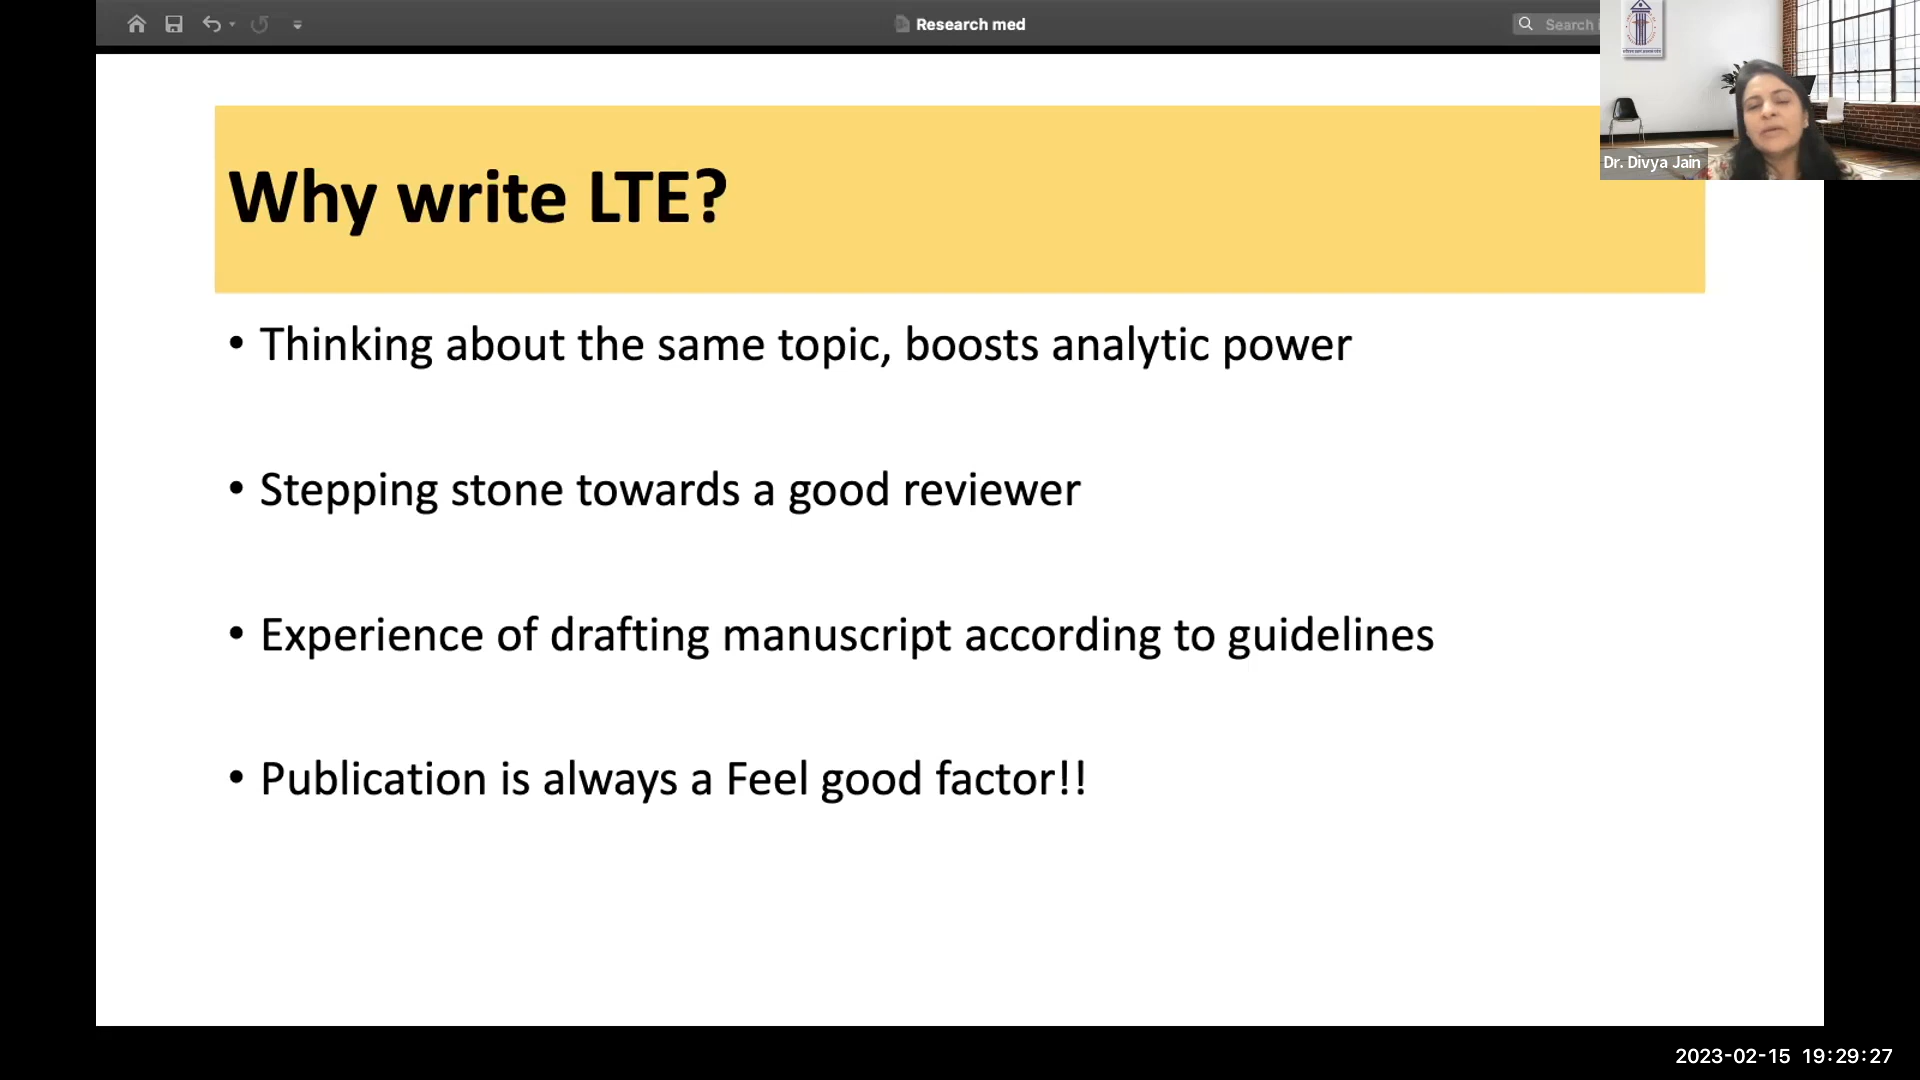 Research med
Search
Dr. Divya Jain
Why write LTE?
• Thinking about the same topic, boosts analytic power
• Stepping stone towards a good reviewer
• Experience of drafting manuscript according to guidelines
• Publication is always a Feel good factor!!
2023-02-15 19:29:27